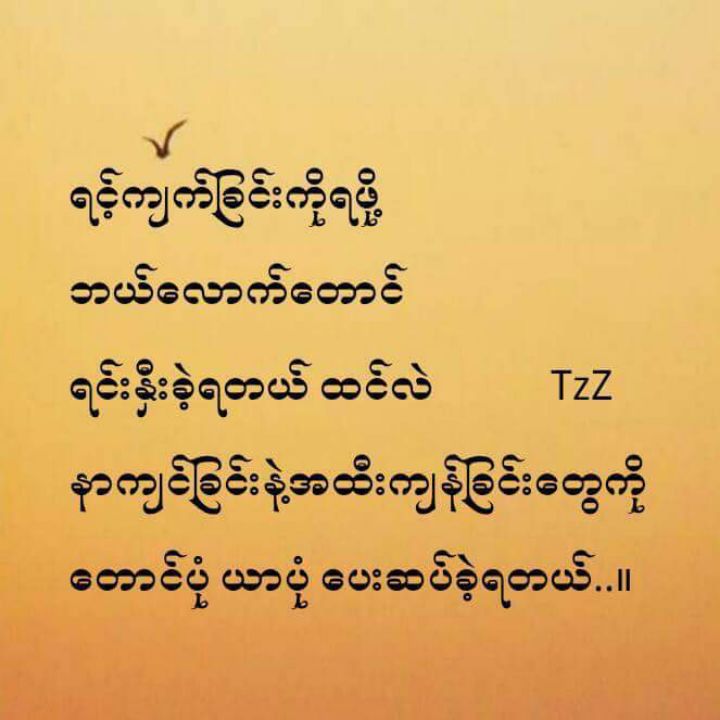 ရင့်ကျက်ခြင်းကိုရဖို့
ဘယ်လောက်တောင်
ရင်းနှီးခဲ့ရတယ် ထင်လဲ TzZ
နာကျင်ခြင်းနဲ့အထီးကျန်ခြင်းတွေကို
တောင်ပုံ ယာပုံ ပေးဆပ်ခဲ့ရတယ်..။